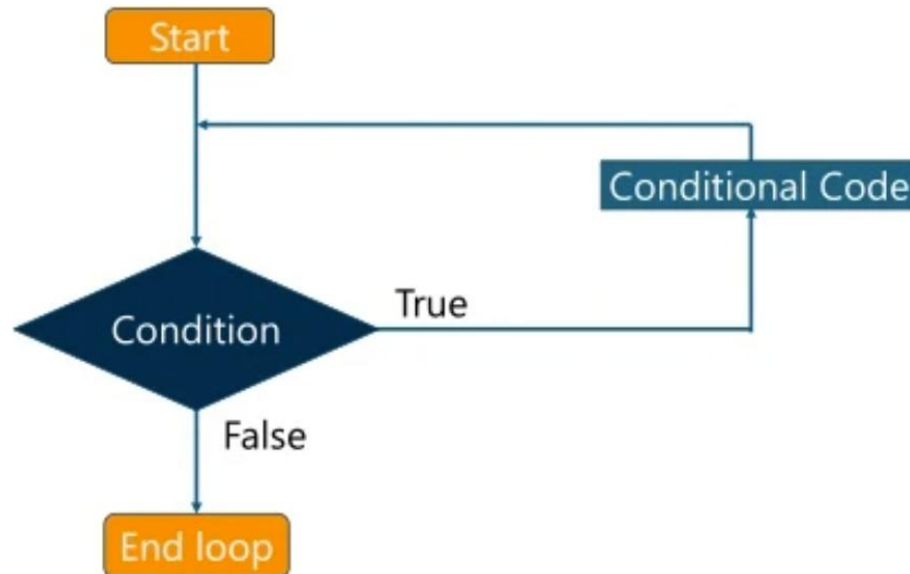 Start
Conditional Code
True
Condition
False
End loop